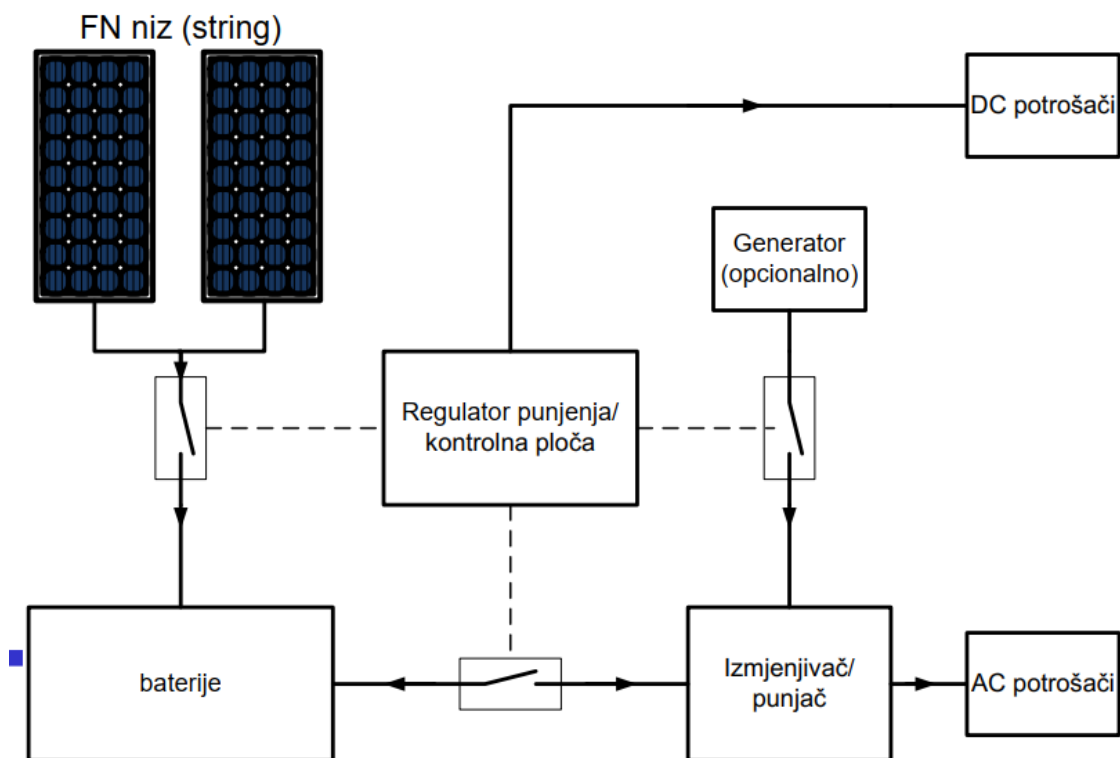 FN niz (string)
DC potrošači
Generator
(opcionalno)
Regulator punjenja/
kontrolna ploča
baterije
Izmjenjivač/
punjač
AC potrošači